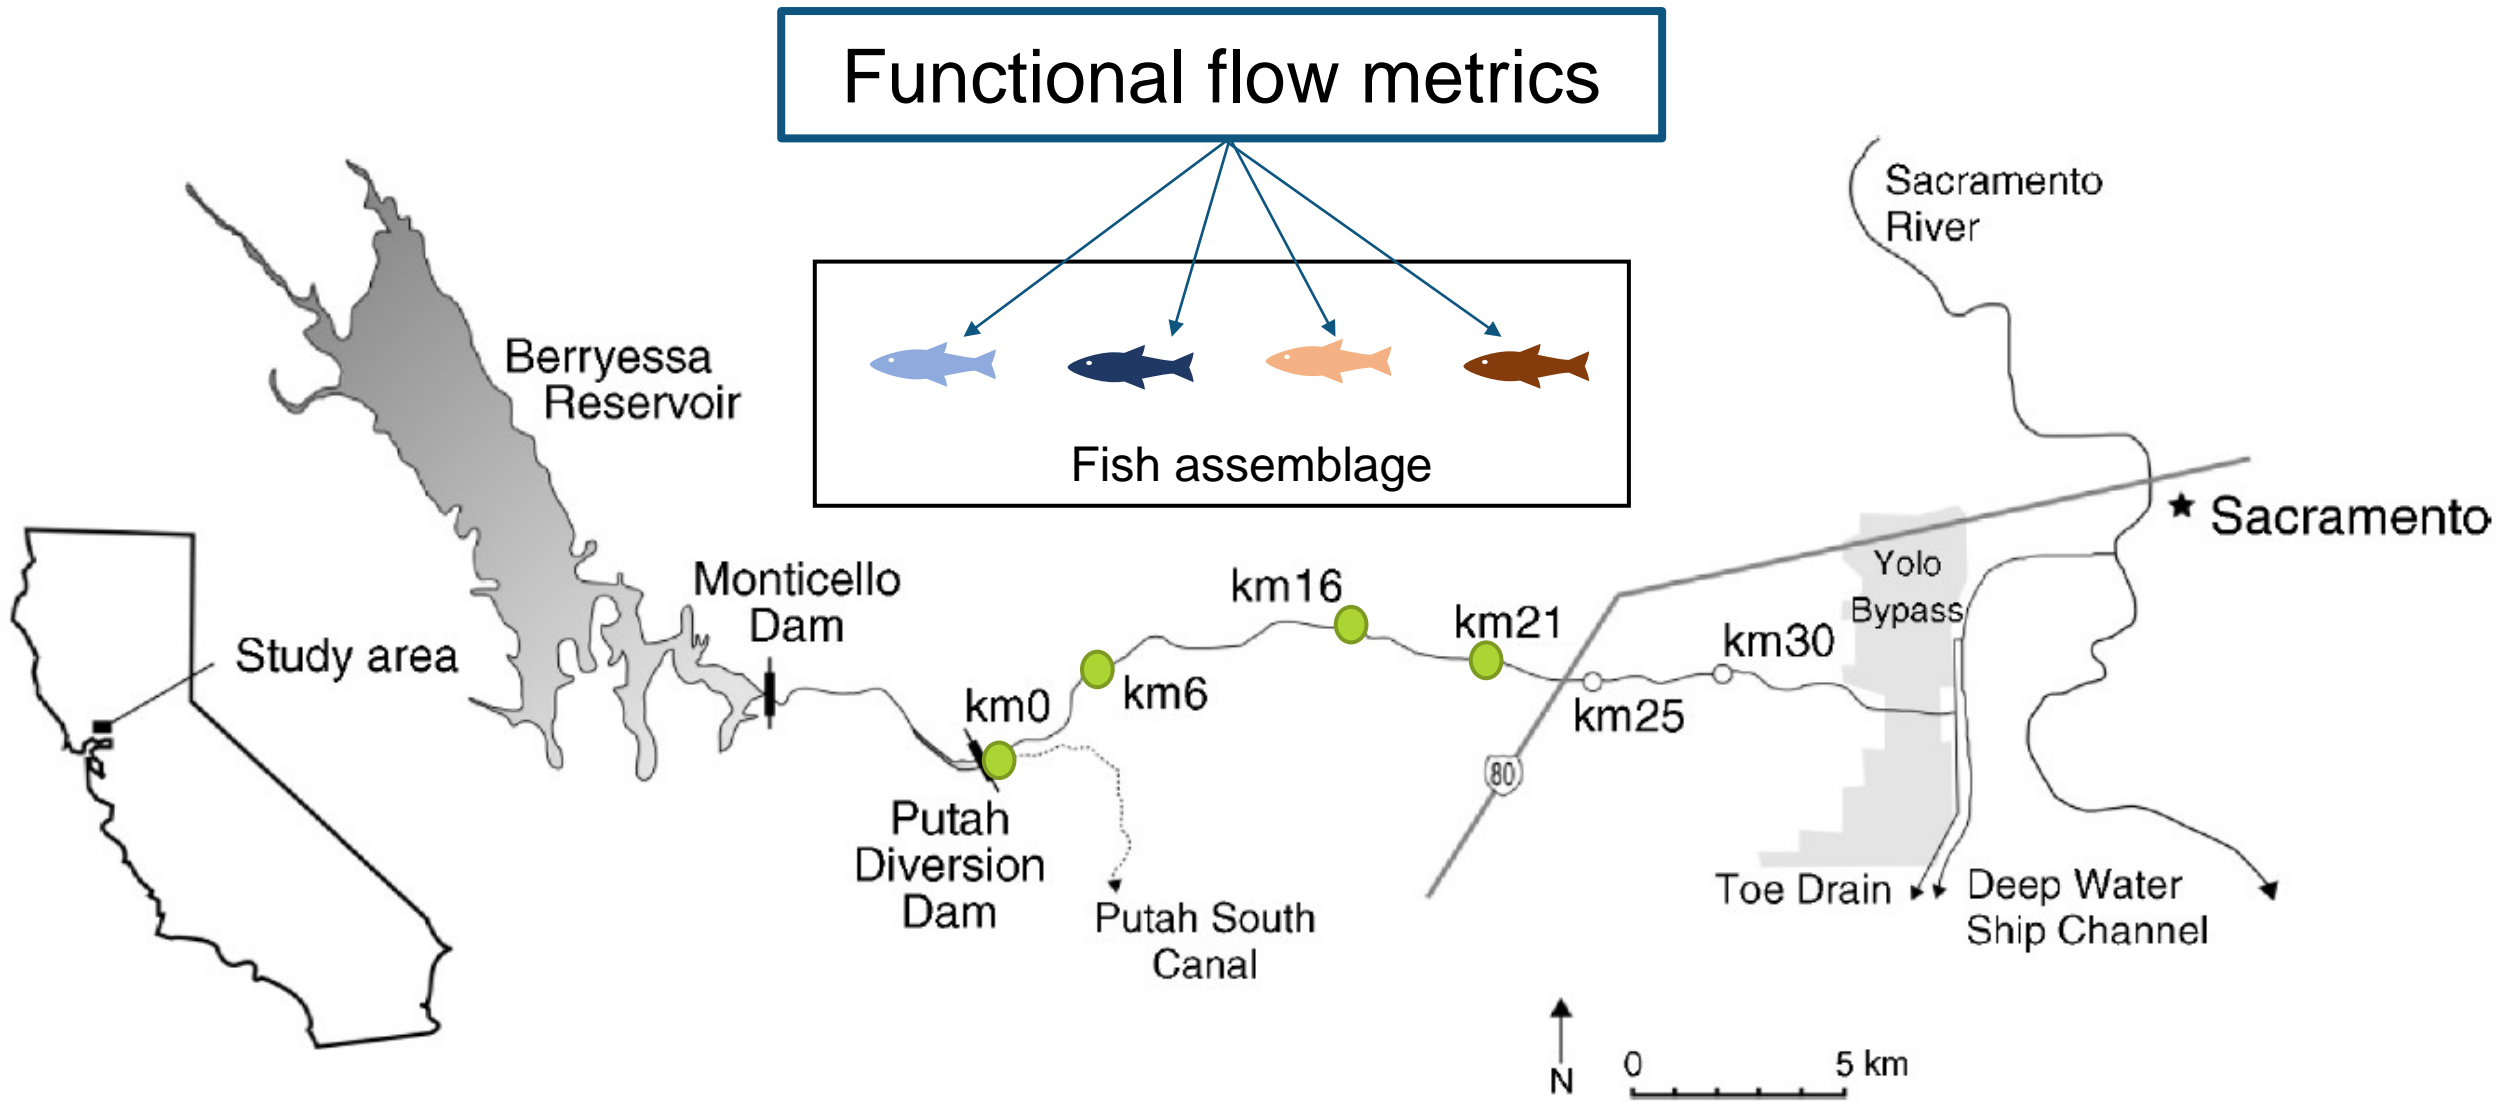 Functional flow metrics
Fish assemblage
Sacramento
River
Berryessa
Reservoir
Sacramento
Monticello
Dam
Study area
km0
km6
km16
km21
km25
km30
Yolo
Bypass
80
Putah
Diversion
Dam
Putah South
Canal
Toe Drain
Deep Water
Ship Channel
N
0
5 km